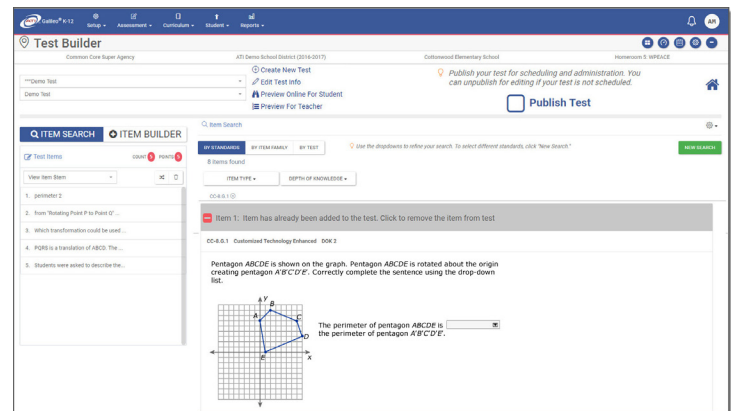 ATI Galileo® K-12
Setup
Assessment
Curriculum
Student
Reports
AR
Test Builder
Common Core Super Agency
ATI Demo School District (2016-2017)
Cottonwood Elementary School
Homeroom 5: WPEACE
***Demo Test
Demo Test
Create New Test
Edit Test Info
Preview Online For Student
Preview For Teacher
Publish your test for scheduling and administration. You
can unpublish for editing if your test is not scheduled.
Publish Test
ITEM SEARCH
ITEM BUILDER
Test Items
COUNT 5
POINTS 5
View Item Stem
1. perimeter 2
2. from "Rotating Point P to Point Q" ...
3. Which transformation could be used ...
4. PQRS is a translation of ABCD. The ...
5. Students were asked to describe the...
Item Search
BY STANDARDS
BY ITEM FAMILY
BY TEST
Use the dropdowns to refine your search. To select different standards, click "New Search."
NEW SEARCH
8 items found
ITEM TYPE
DEPTH OF KNOWLEDGE
CC-8.G.1
Item 1: Item has already been added to the test. Click to remove the item from test
CC-8.G.1 Customized Technology Enhanced DOK 2
Pentagon ABCDE is shown on the graph. Pentagon ABCDE is rotated about the origin
creating pentagon A'B'C'D'E'. Correctly complete the sentence using the drop-down
list.
Y
B
A
C
D
E
X
The perimeter of pentagon ABCDE is
the perimeter of pentagon A'B'C'D'E'.